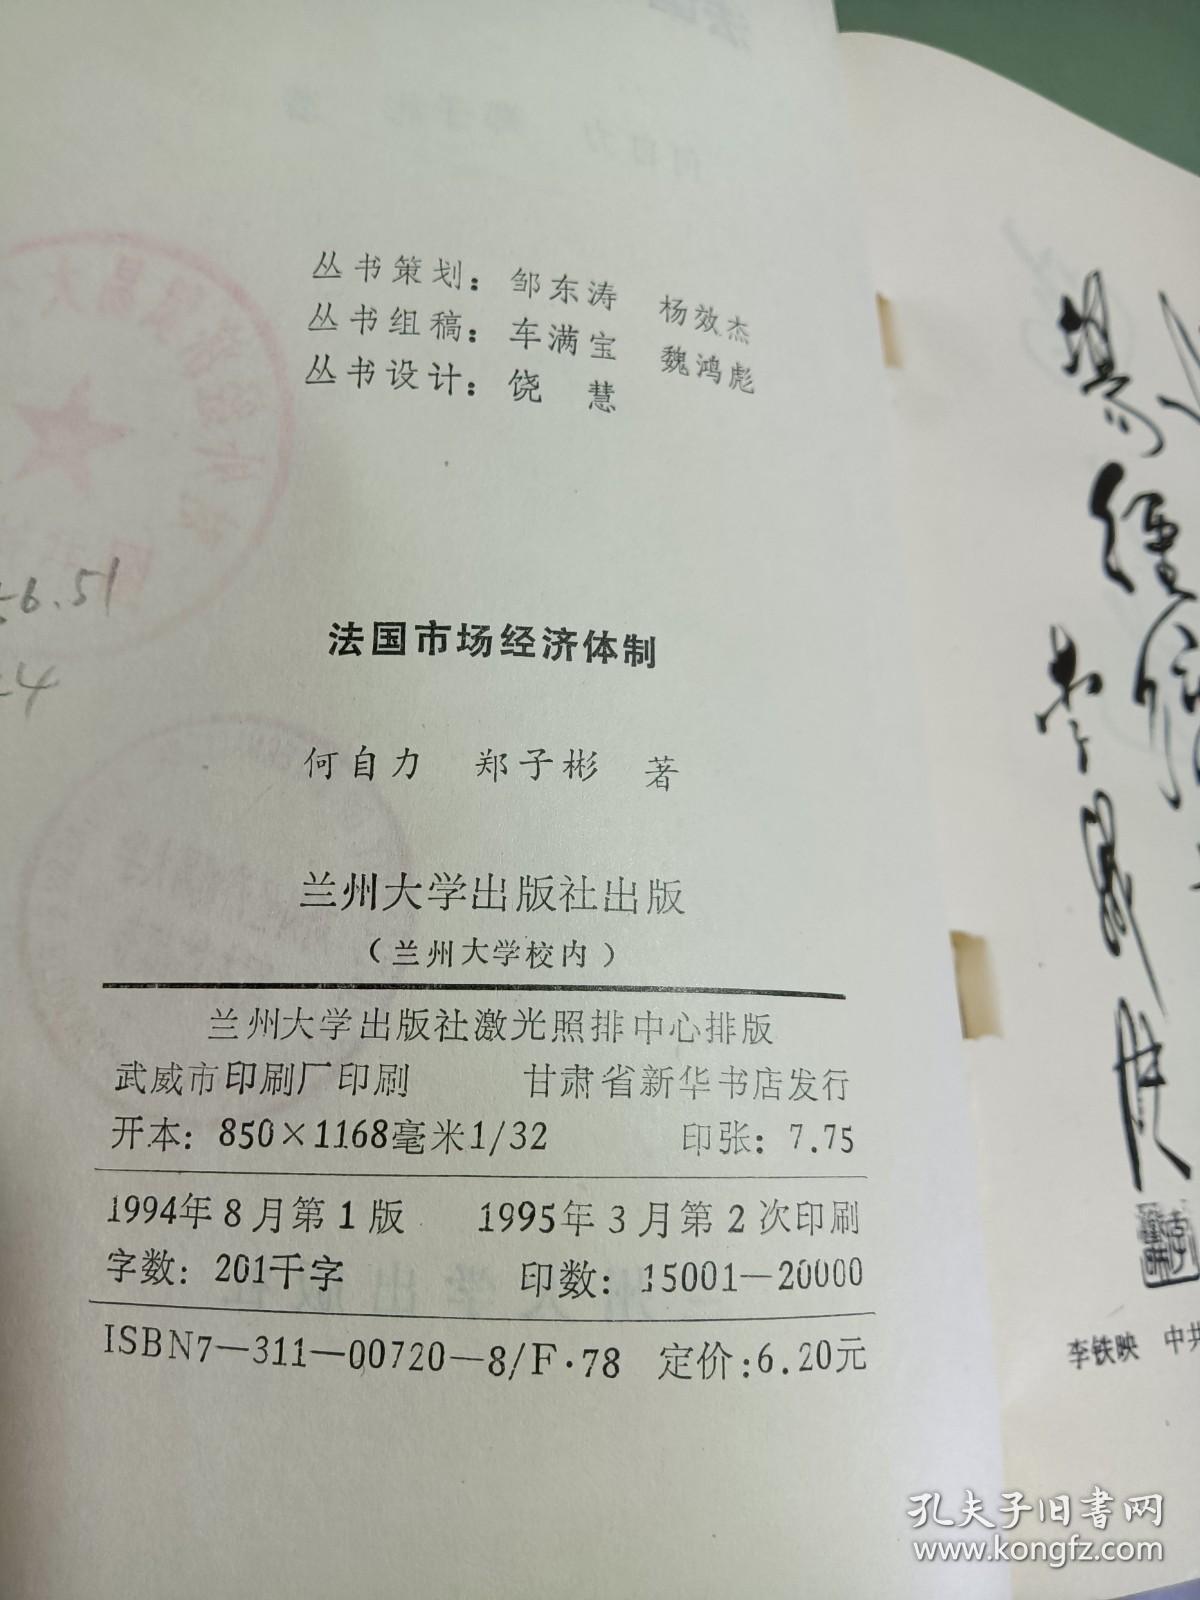 丛书策划：邹东涛 杨效杰
丛书组稿：车满宝 魏鸿彪
丛书设计：饶 慧
6.51
4
法国市场经济体制
何自力 郑子彬 著
兰州大学出版社出版
（兰州大学校内）
兰州大学出版社激光照排中心排版
武威市印刷厂印刷 甘肃省新华书店发行
开本：850×1168毫米1/32 印张：7.75
1994年8月第1版 1995年3月第2次印刷
字数：201千字 印数：15001—20000
ISBN7—311—00720—8/F·78 定价:6.20元
李铁映 中共
孔夫子旧书网
www.kongfz.com